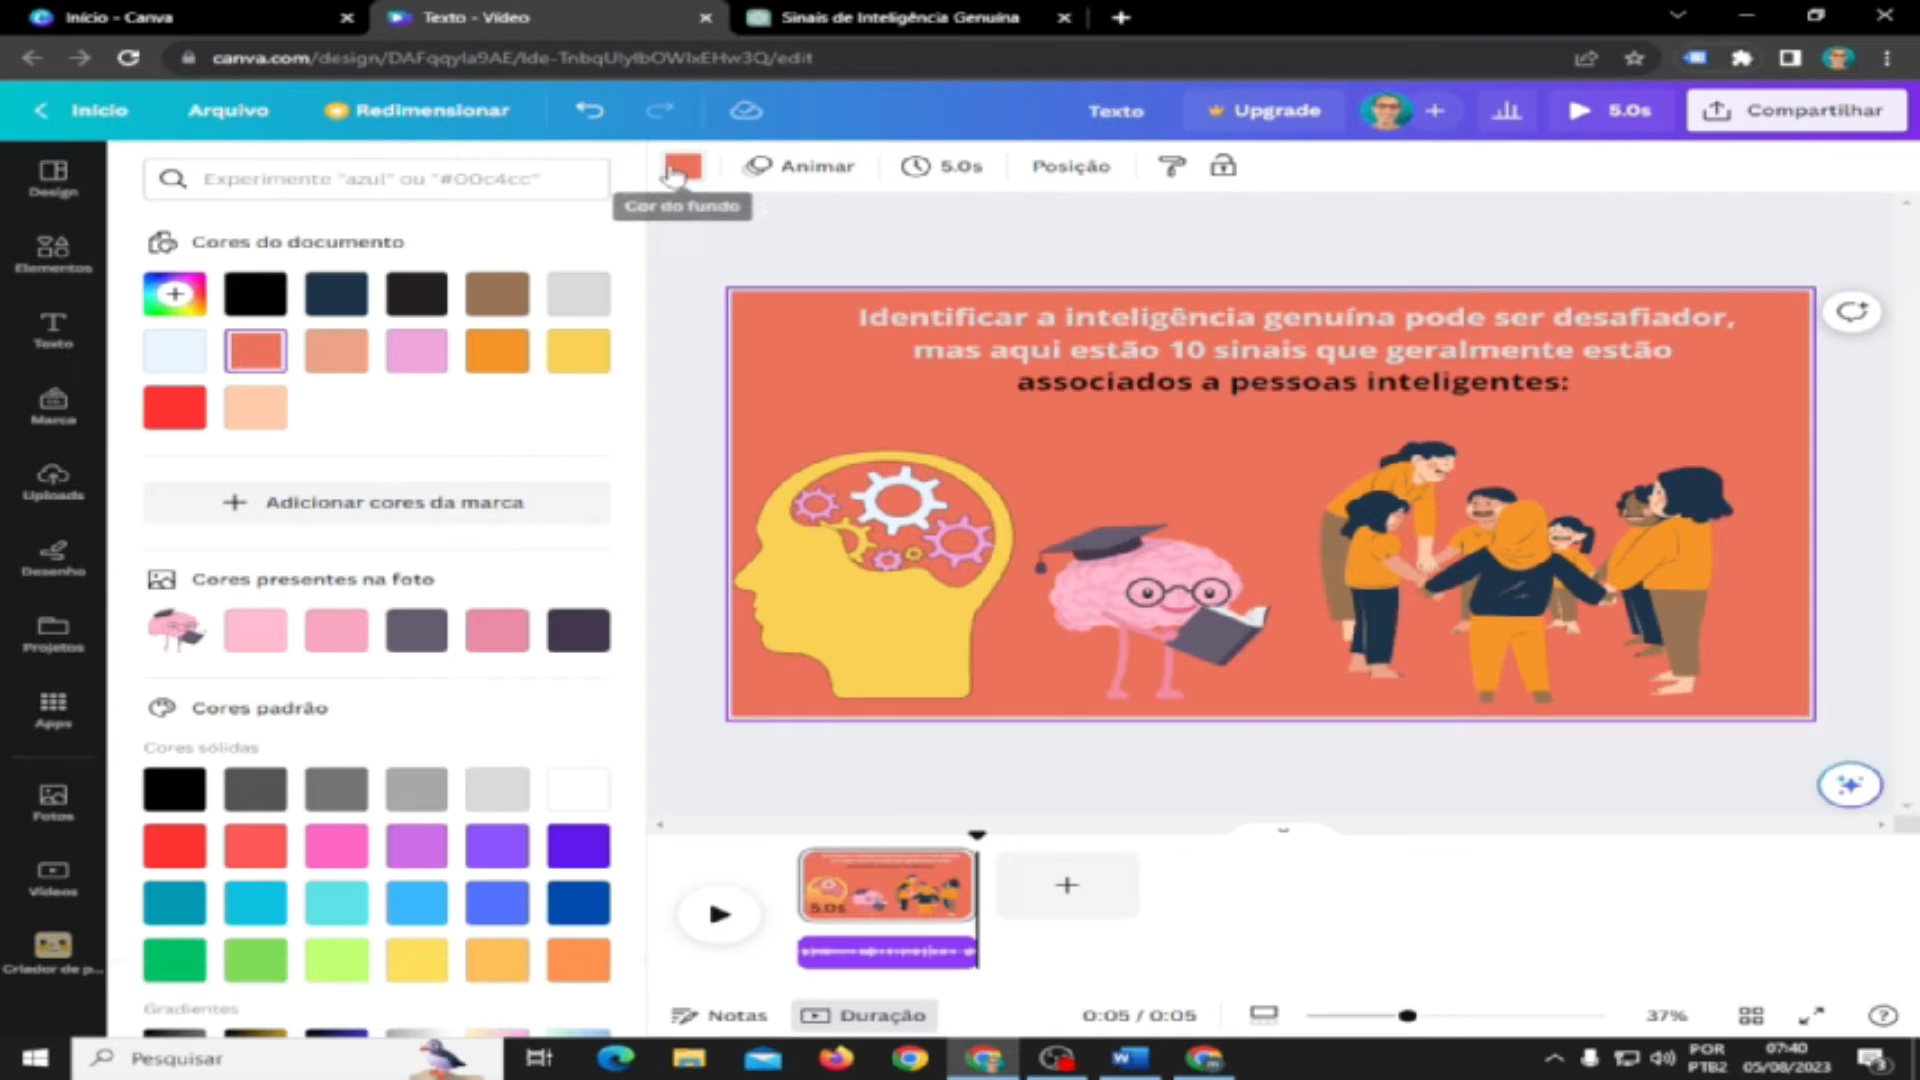 Início - Canva
Texto - Vídeo
Sinais de Inteligência Genuína
canva.com/design/DAFqqyla9AE/
/edit
Início
Arquivo
Redimensionar
Texto
Upgrade
5.0s
Compartilhar
Design
Elementos
Texto
Marca
Uploads
Desenho
Projetos
Apps
Fotos
Vídeos
Criador de p...
Experimente "azul" ou "#00c4cc"
Cores do documento
Adicionar cores da marca
Cores presentes na foto
Cores padrão
Cores sólidas
Gradientes
Animar
5.0s
Posição
Cor do fundo
Identificar a inteligência genuína pode ser desafiador,
mas aqui estão 10 sinais que geralmente estão
associados a pessoas inteligentes:
5.0s
Notas
Duração
0:05 / 0:05
37%
Pesquisar
POR
PTB2
07:40
05/08/2023
3